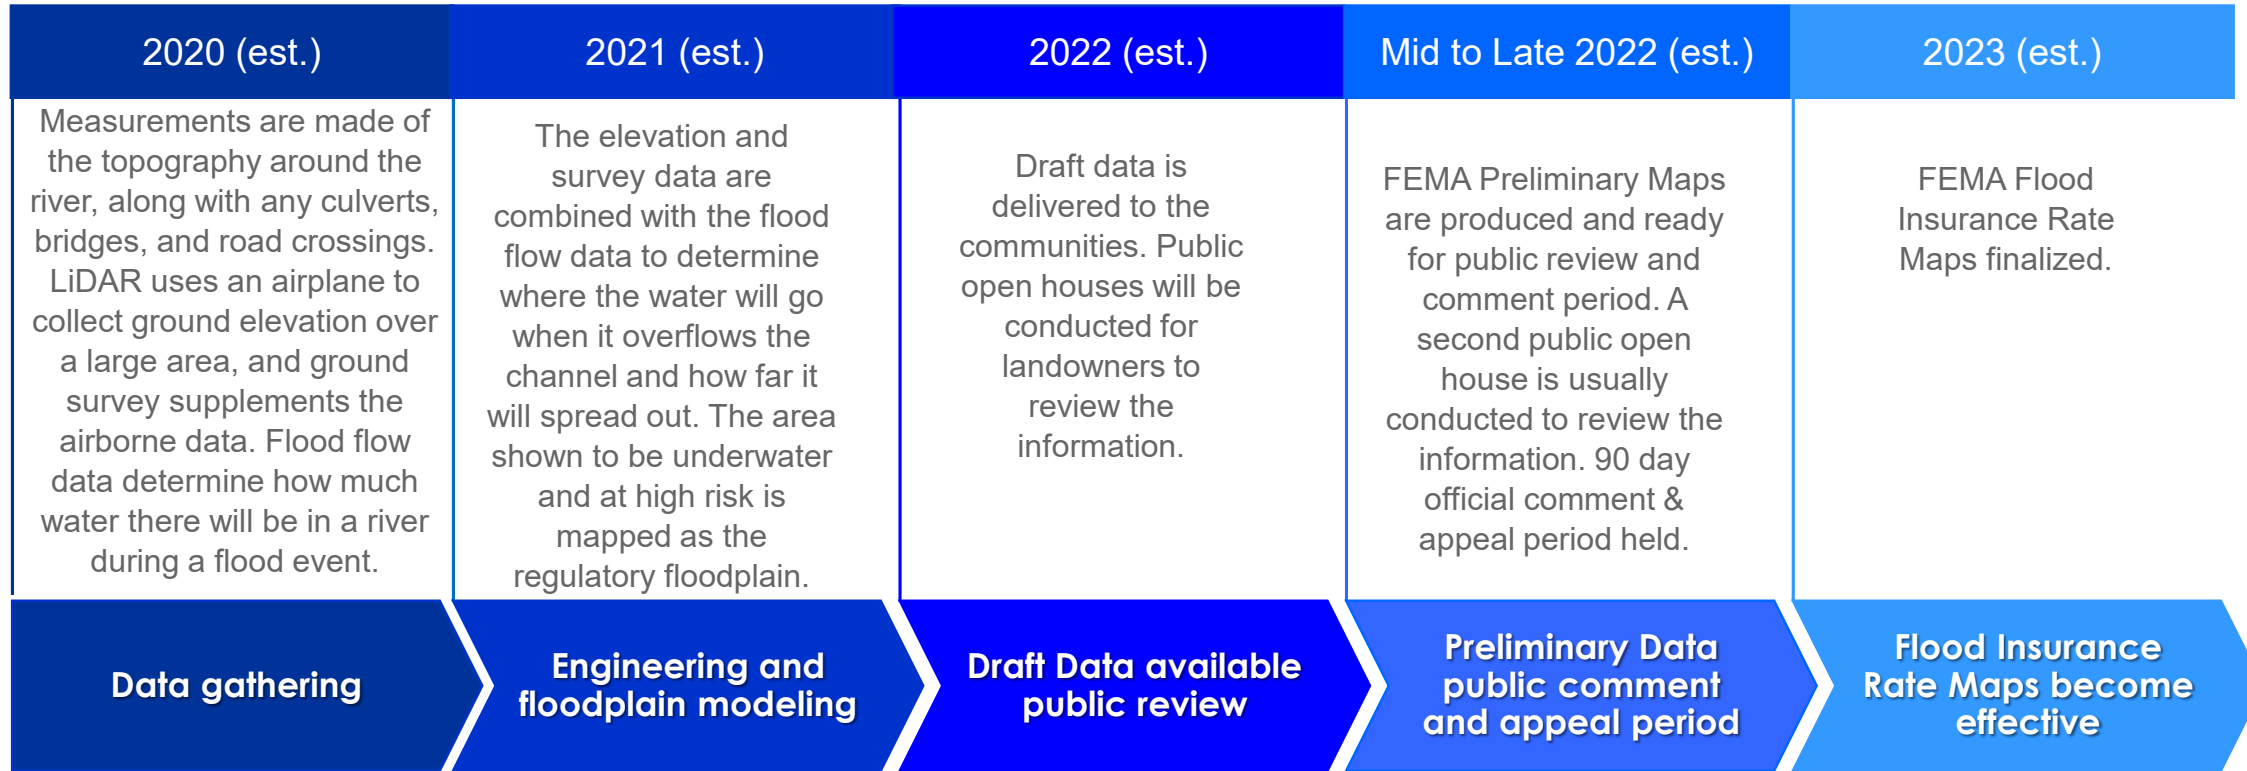 2020 (est.)
Measurements are made of
the topography around the
river, along with any culverts,
bridges, and road crossings.
LiDAR uses an airplane to
collect ground elevation over
a large area, and ground
survey supplements the
airborne data. Flood flow
data determine how much
water there will be in a river
during a flood event.
Data gathering
2021 (est.)
The elevation and
survey data are
combined with the flood
flow data to determine
where the water will go
when it overflows the
channel and how far it
will spread out. The area
shown to be underwater
and at high risk is
mapped as the
regulatory floodplain.
Engineering and
floodplain modeling
2022 (est.)
Draft data is
delivered to the
communities. Public
open houses will be
conducted for
landowners to
review the
information.
Draft Data available
public review
Mid to Late 2022 (est.)
FEMA Preliminary Maps
are produced and ready
for public review and
comment period. A
second public open
house is usually
conducted to review the
information. 90 day
official comment &
appeal period held.
Preliminary Data
public comment
and appeal period
2023 (est.)
FEMA Flood
Insurance Rate
Maps finalized.
Flood Insurance
Rate Maps become
effective